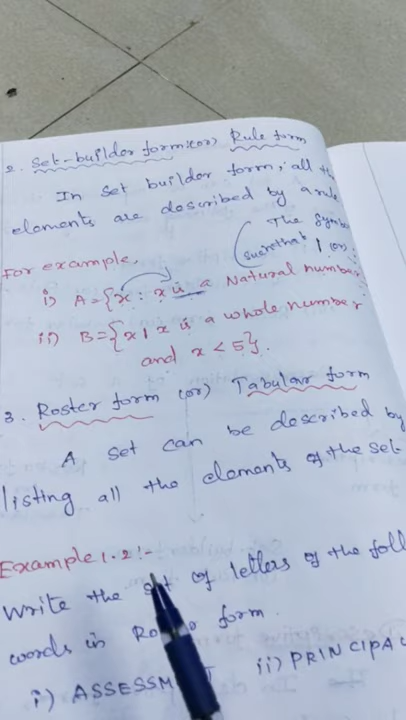 2. Set-builder form (or) Rule form
In set builder form, all the
elements are described by a rule
(The symbol
such that | (or) :
For example,
i) A = {x : x is a Natural number
ii) B = {x | x is a whole number
and x < 5}.
3. Roster form (or) Tabular form
A set can be described by
listing all the elements of the set
Example 1.2 :-
Write the set of letters of the foll
words in Roster form.
i) ASSESSM T ii) PRINCIPA